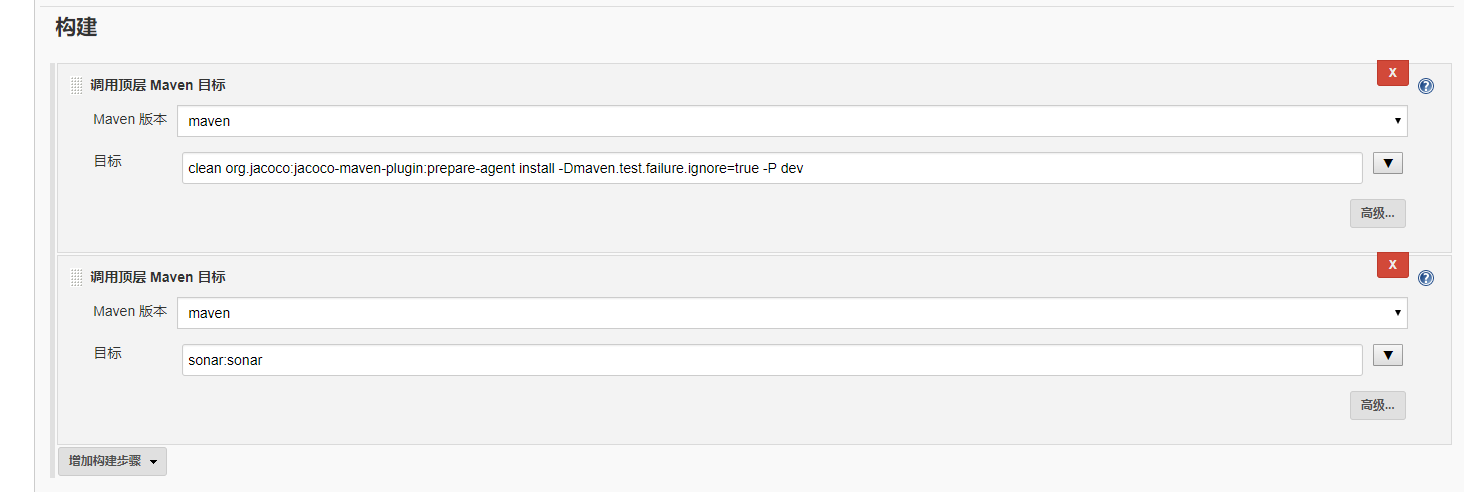 构建
调用顶层 Maven 目标
X
?
Maven 版本
maven
目标
clean org.jacoco:jacoco-maven-plugin:prepare-agent install -Dmaven.test.failure.ignore=true -P dev
高级...
调用顶层 Maven 目标
X
?
Maven 版本
maven
目标
sonar:sonar
高级...
增加构建步骤